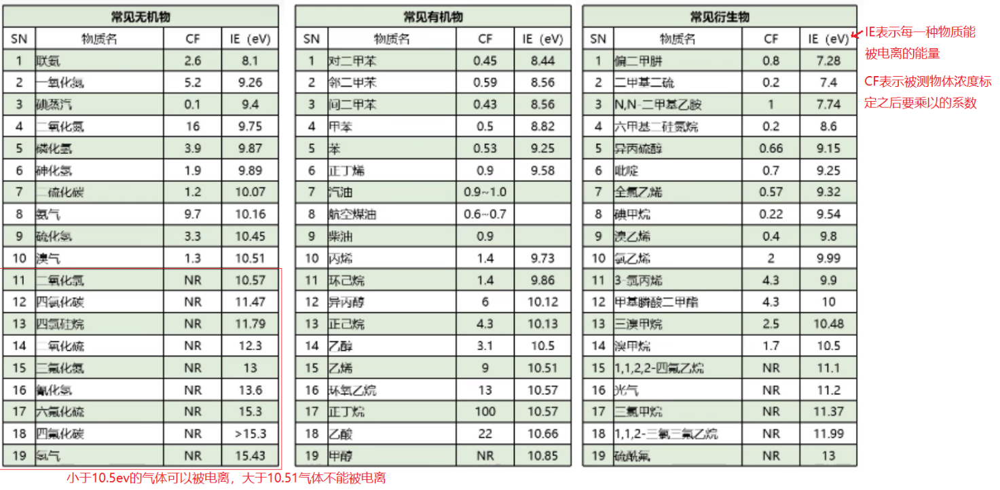 常见无机物
SN 物质名 CF IE（eV）
1 联氨 2.6 8.1
2 一氧化氮 5.2 9.26
3 碘蒸汽 0.1 9.4
4 二氧化氮 16 9.75
5 磷化氢 3.9 9.87
6 砷化氢 1.9 9.89
7 二硫化碳 1.2 10.07
8 氨气 9.7 10.16
9 硫化氢 3.3 10.45
10 溴气 1.3 10.51
11 二氧化氯 NR 10.57
12 四氯化碳 NR 11.47
13 四氯硅烷 NR 11.79
14 二氧化硫 NR 12.3
15 三氟化氮 NR 13
16 氰化氢 NR 13.6
17 六氟化硫 NR 15.3
18 四氟化碳 NR >15.3
19 氢气 NR 15.43
常见有机物
SN 物质名 CF IE（eV）
1 对二甲苯 0.45 8.44
2 邻二甲苯 0.59 8.56
3 间二甲苯 0.43 8.56
4 甲苯 0.5 8.82
5 苯 0.53 9.25
6 正丁烯 0.9 9.58
7 汽油 0.9~1.0
8 航空煤油 0.6~0.7
9 柴油 0.9
10 丙烯 1.4 9.73
11 环己烷 1.4 9.86
12 异丙醇 6 10.12
13 正己烷 4.3 10.13
14 乙醇 3.1 10.5
15 乙烯 9 10.51
16 环氧乙烷 13 10.57
17 正丁烷 100 10.57
18 乙酸 22 10.66
19 甲醇 NR 10.85
常见衍生物
SN 物质名 CF IE（eV）
1 偏二甲肼 0.8 7.28
2 二甲基二硫 0.2 7.4
3 N,N-二甲基乙胺 1 7.74
4 六甲基二硅氮烷 0.2 8.6
5 异丙硫醇 0.66 9.15
6 吡啶 0.7 9.25
7 全氯乙烯 0.57 9.32
8 碘甲烷 0.22 9.54
9 溴乙烯 0.4 9.8
10 氯乙烯 2 9.99
11 3-氯丙烯 4.3 9.9
12 甲基膦酸二甲酯 4.3 10
13 三溴甲烷 2.5 10.48
14 溴甲烷 1.7 10.5
15 1,1,2,2-四氯乙烷 NR 11.1
16 光气 NR 11.2
17 三氯甲烷 NR 11.37
18 1,1,2-三氯三氟乙烷 NR 11.99
19 硫酰氟 NR 13
IE表示每一种物质能
被电离的能量
CF表示被测物体浓度标
定之后要乘以的系数
小于10.5ev的气体可以被电离，大于10.51气体不能被电离